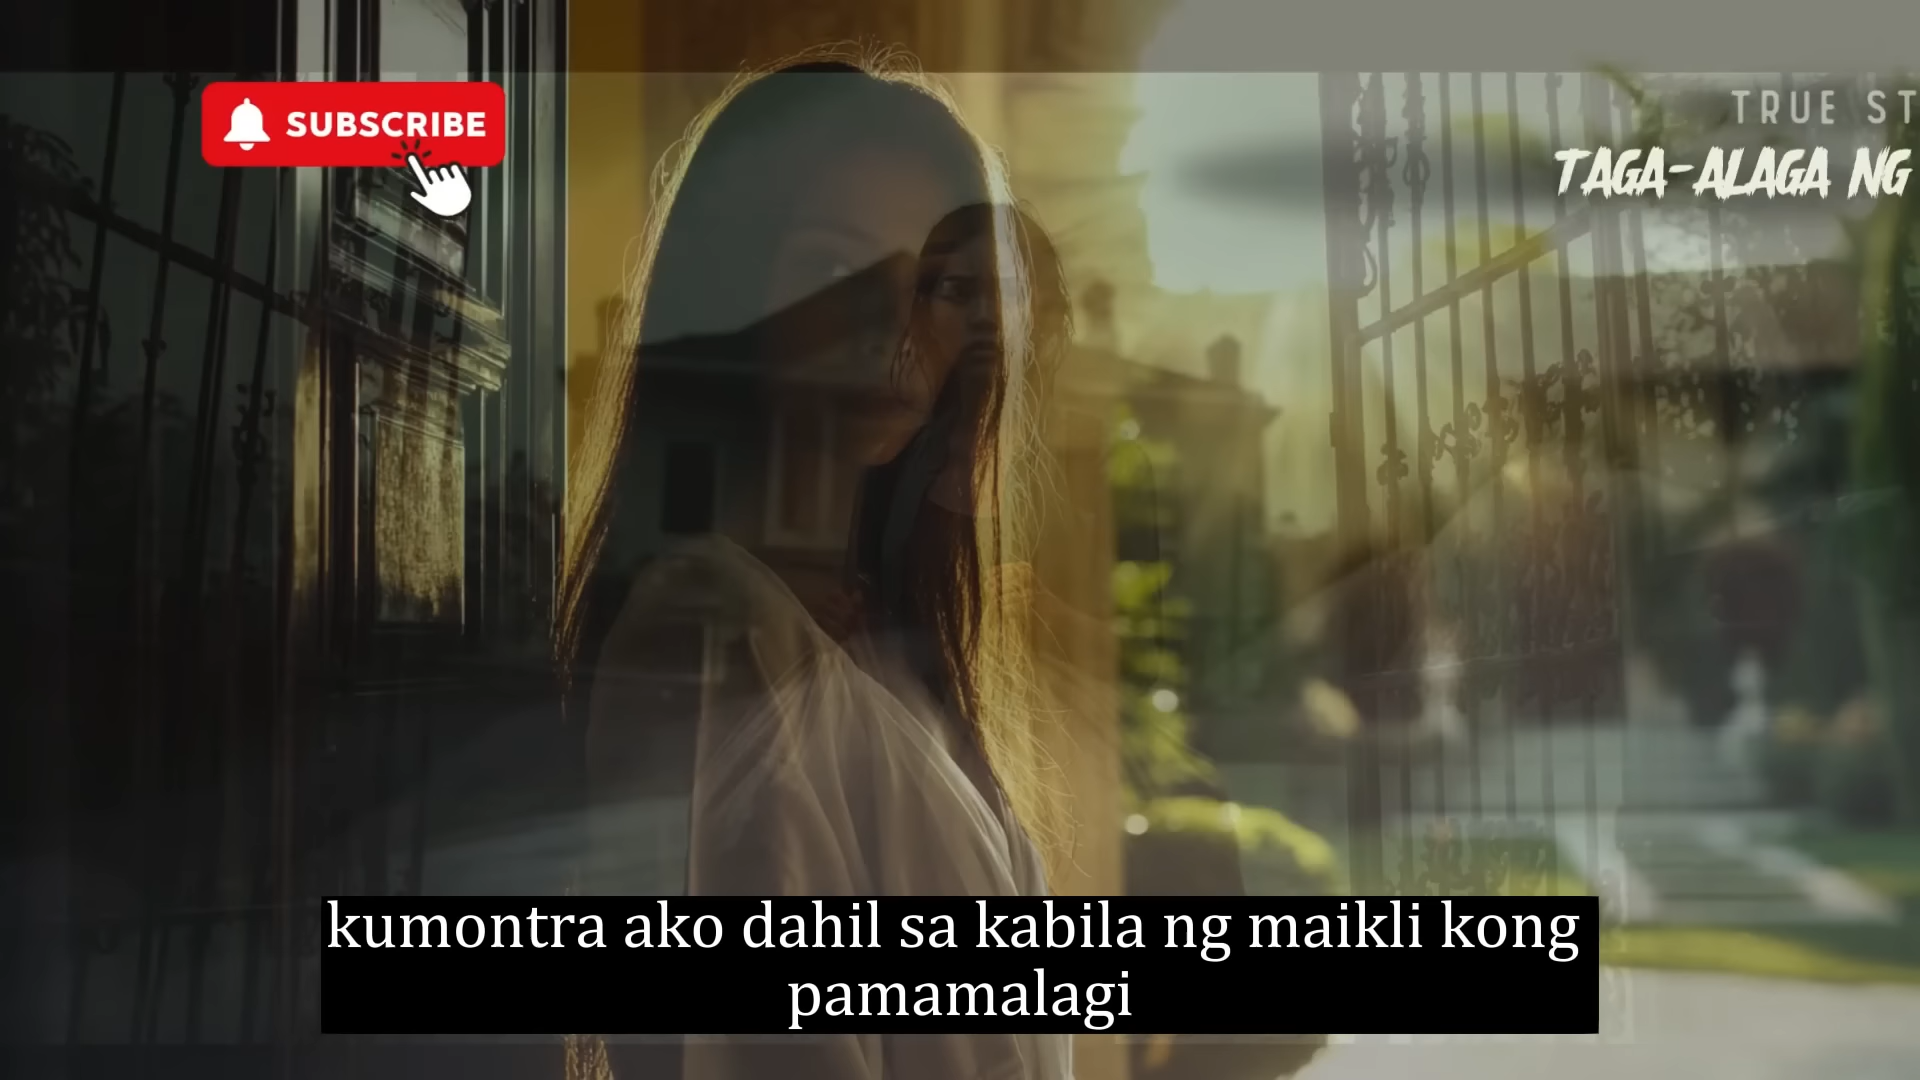 SUBSCRIBE
TRUE ST
TAGA-ALAGA NG
kumontra ako dahil sa kabila ng maikli kong
pamamalagi